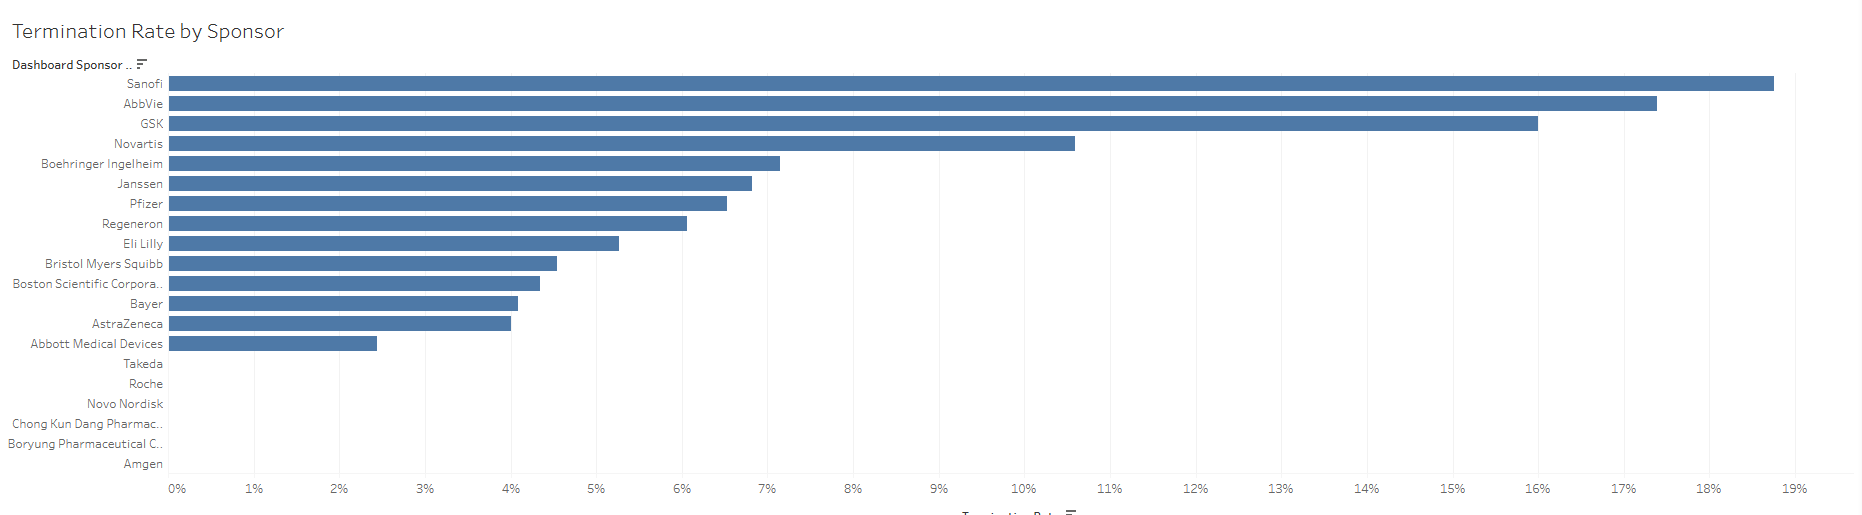 Termination Rate by Sponsor
Dashboard Sponsor ..
Sanofi
AbbVie
GSK
Novartis
Boehringer Ingelheim
Janssen
Pfizer
Regeneron
Eli Lilly
Bristol Myers Squibb
Boston Scientific Corpora..
Bayer
AstraZeneca
Abbott Medical Devices
Takeda
Roche
Novo Nordisk
Chong Kun Dang Pharmac..
Boryung Pharmaceutical C..
Amgen
0% 1% 2% 3% 4% 5% 6% 7% 8% 9% 10% 11% 12% 13% 14% 15% 16% 17% 18% 19%